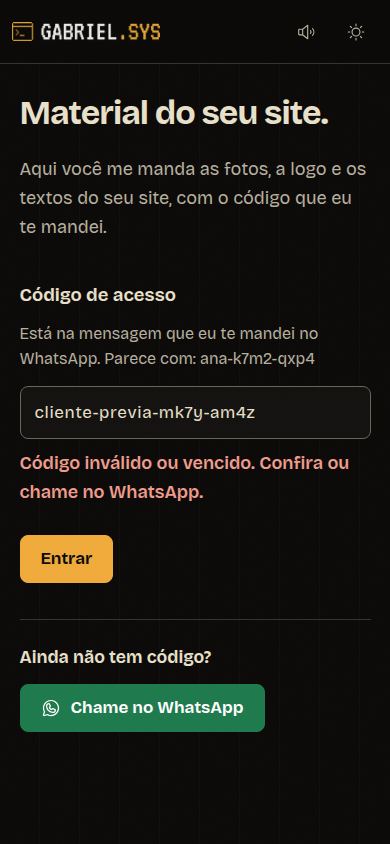 GABRIEL.SYS
Material do seu site.
Aqui você me manda as fotos, a logo e os
textos do seu site, com o código que eu
te mandei.
Código de acesso
Está na mensagem que eu te mandei no
WhatsApp. Parece com: ana-k7m2-qxp4
cliente-previa-mk7y-am4z
Código inválido ou vencido. Confira ou
chame no WhatsApp.
Entrar
Ainda não tem código?
Chame no WhatsApp